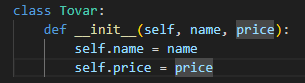 class Tovar:
    def __init__(self, name, price):
        self.name = name
        self.price = price